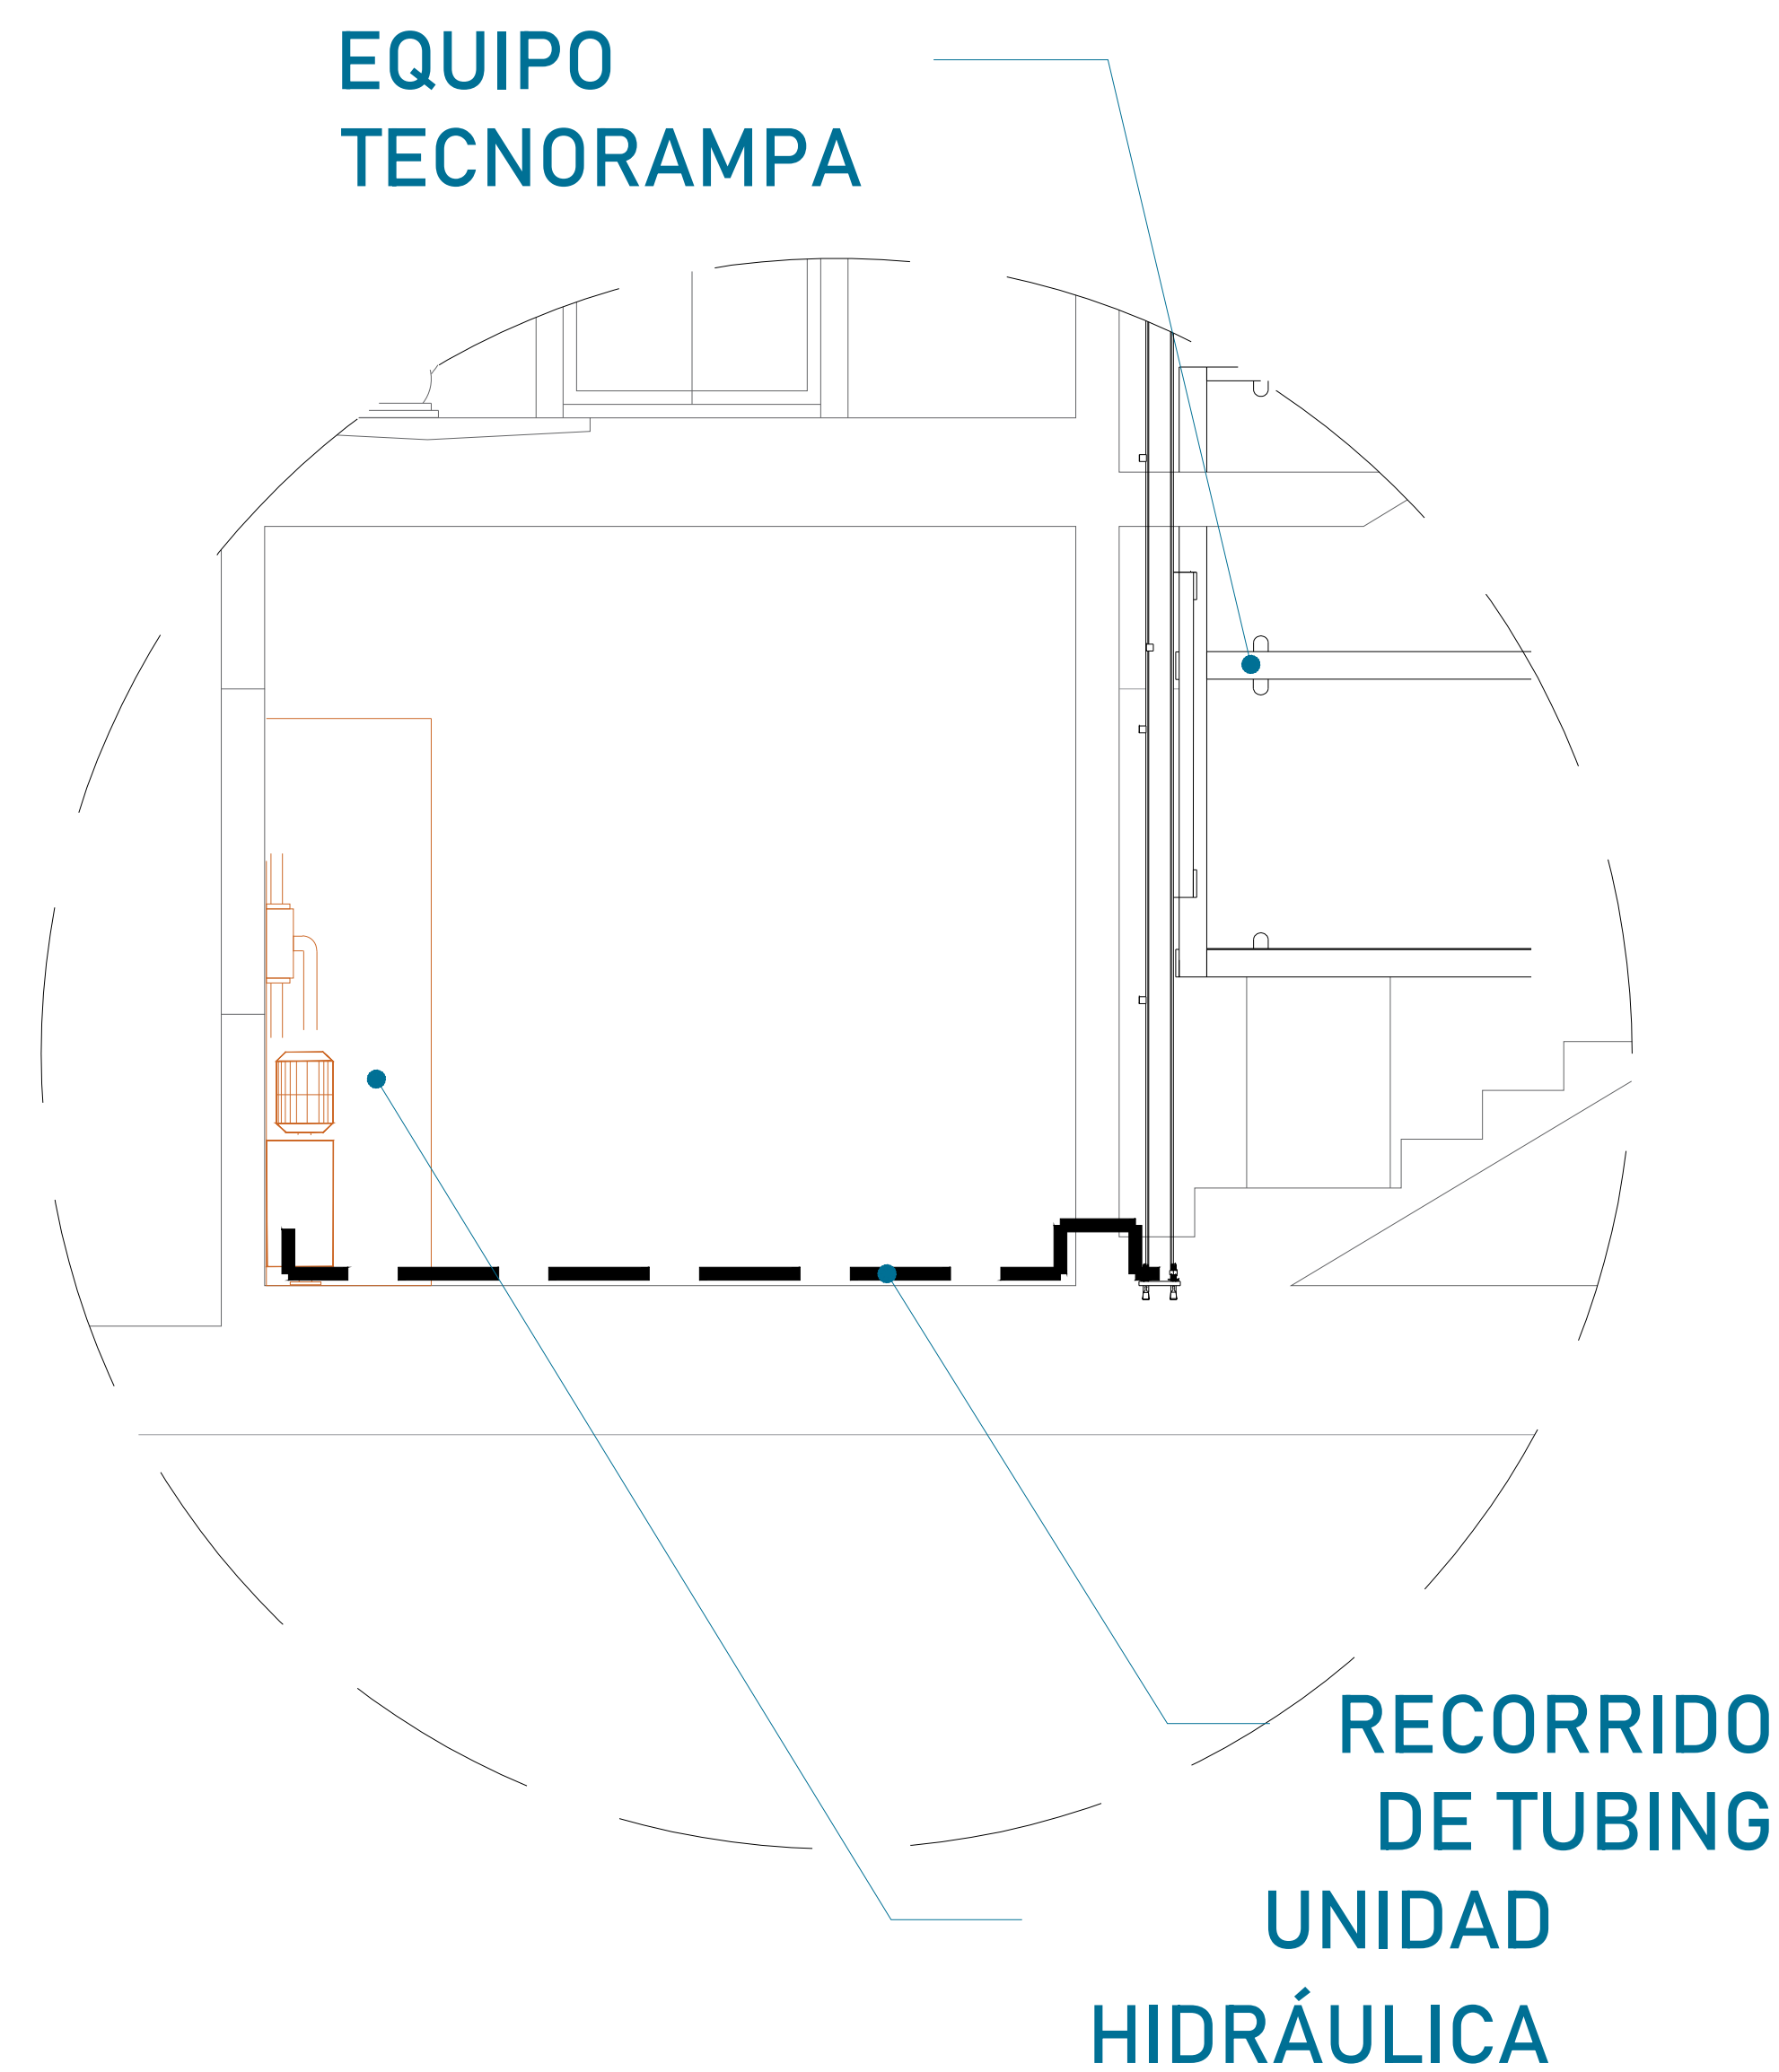 EQUIPO
TECNORAMPA
RECORRIDO
DE TUBING
UNIDAD
HIDRÁULICA